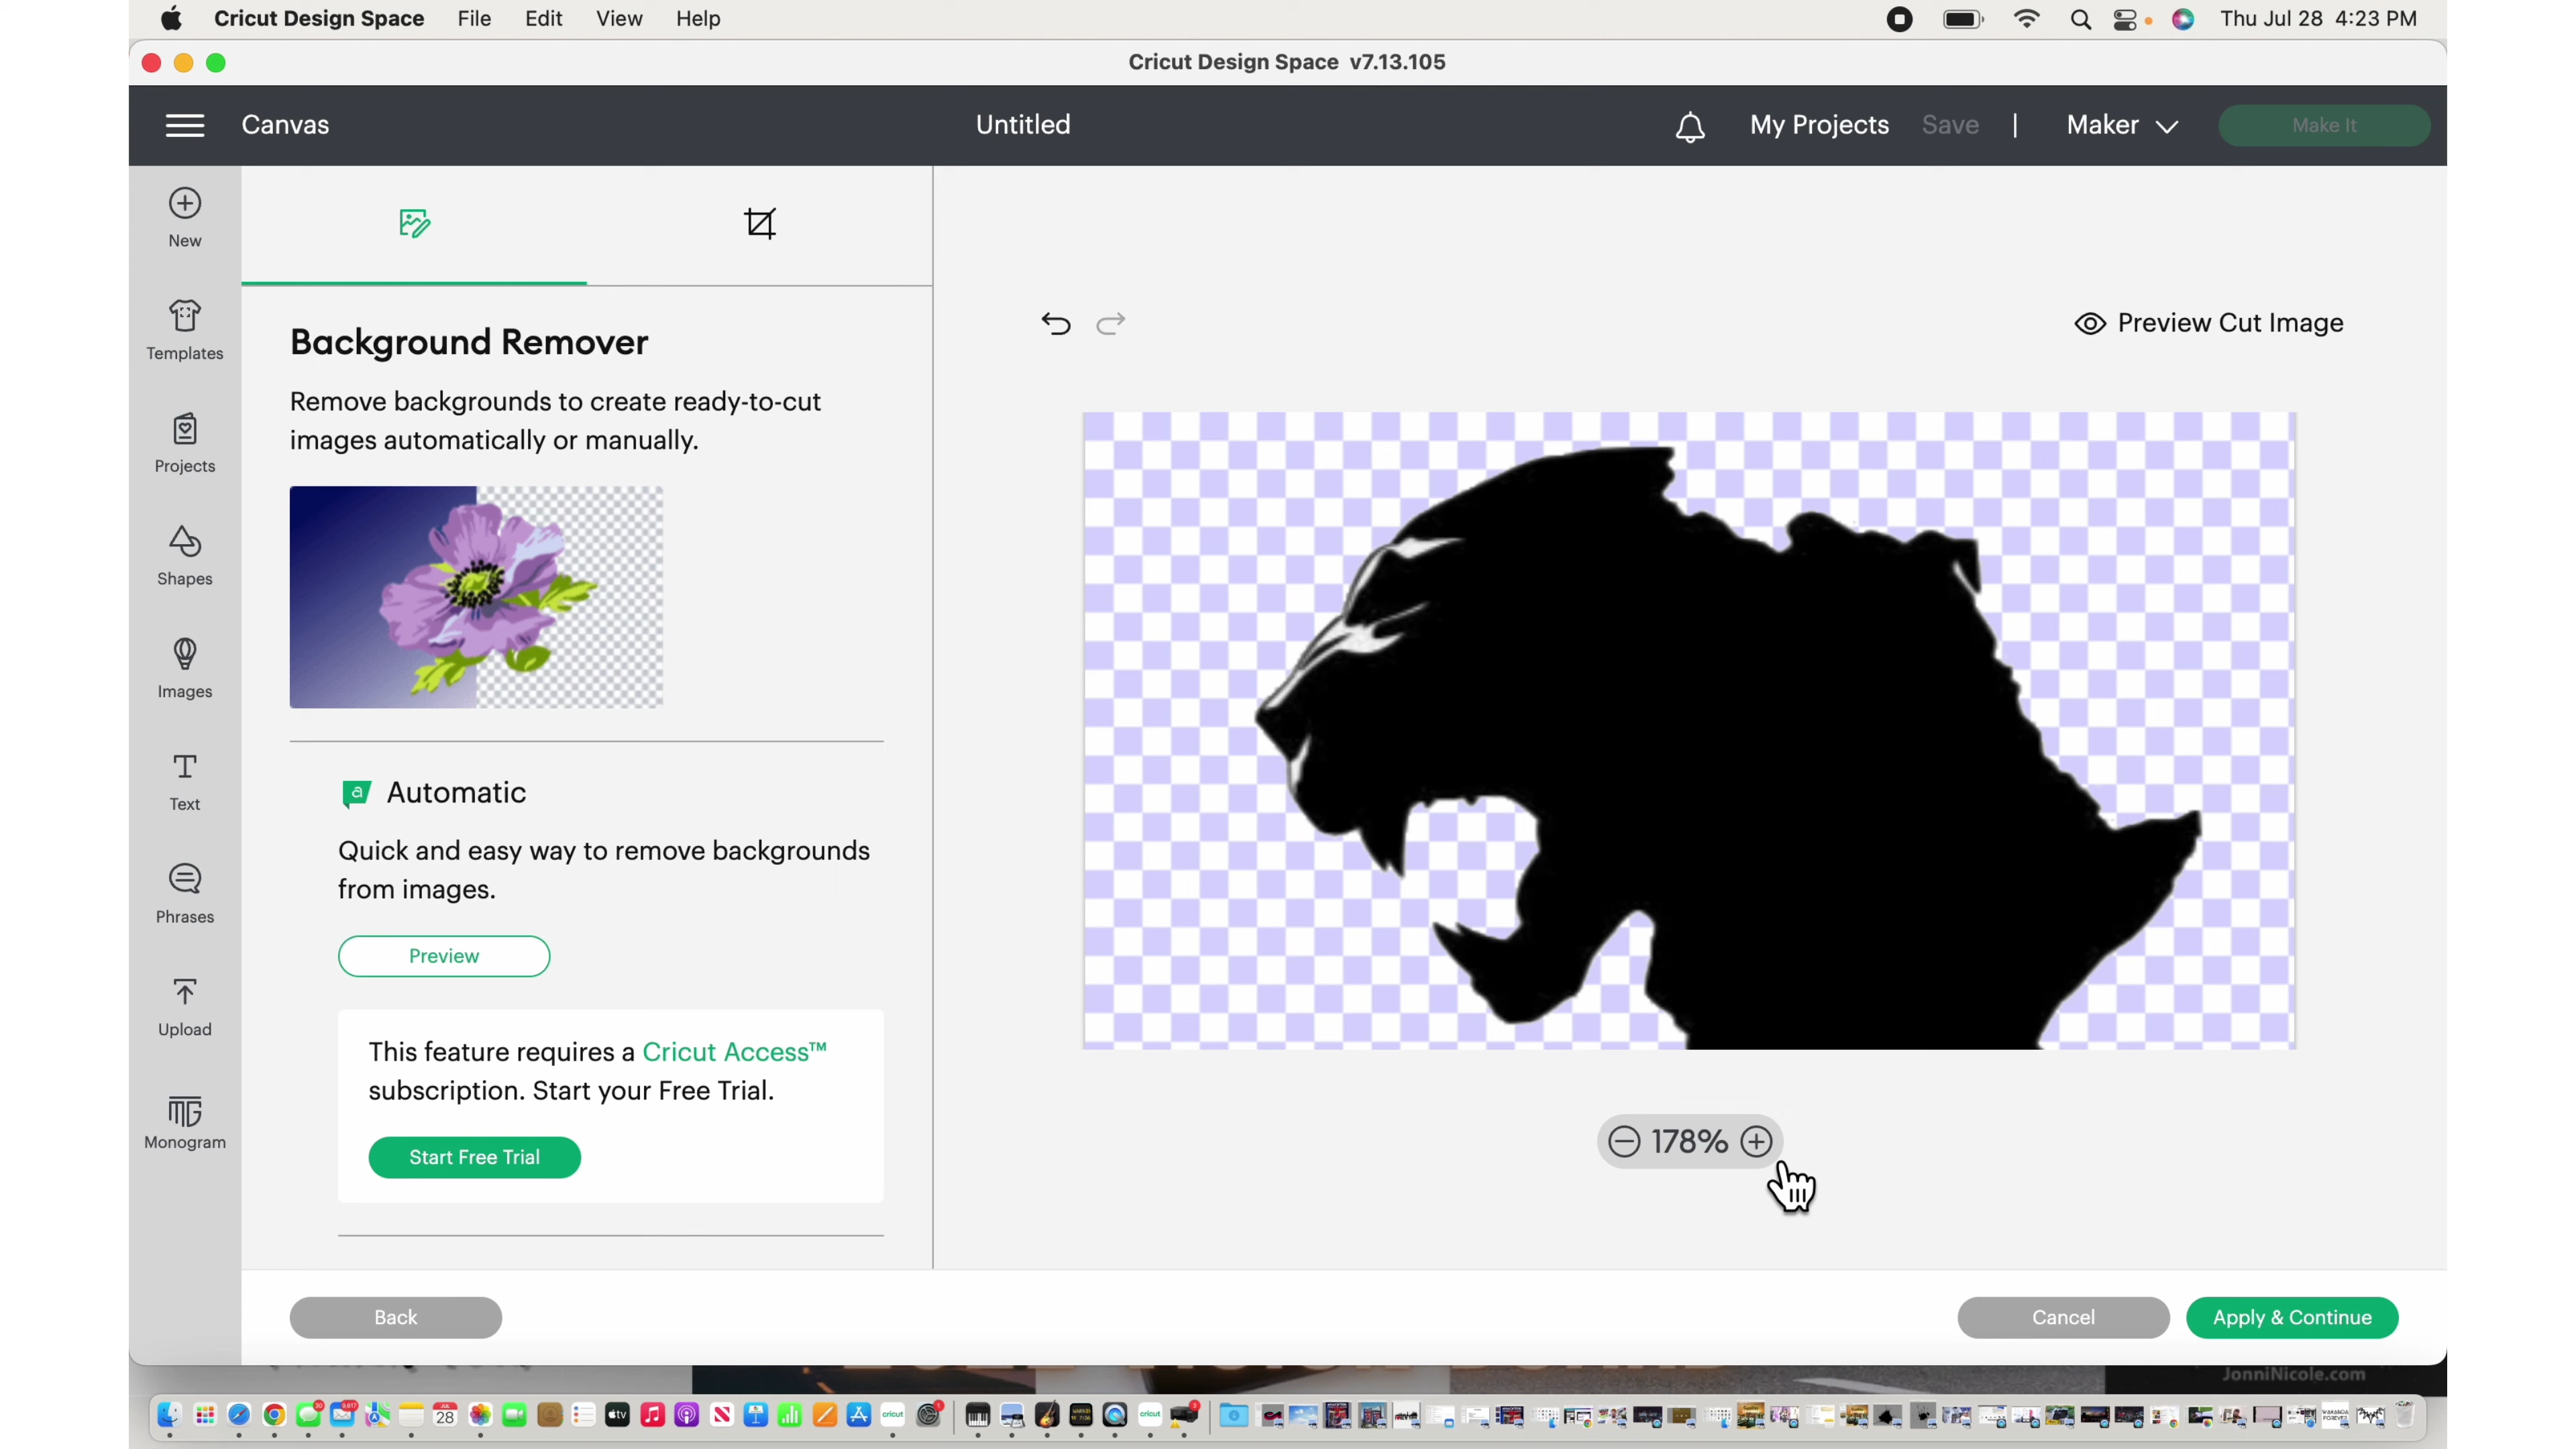 Cricut Design Space File Edit View Help Thu Jul 28 4:23 PM
Cricut Design Space v7.13.105
Canvas Untitled My Projects Save | Maker Make It
New
Templates
Projects
Shapes
Images
Text
Phrases
Upload
Monogram
Background Remover
Remove backgrounds to create ready-to-cut
images automatically or manually.
a Automatic
Quick and easy way to remove backgrounds
from images.
Preview
This feature requires a Cricut Access™
subscription. Start your Free Trial.
Start Free Trial
Preview Cut Image
178%
Back Cancel Apply & Continue
JonniNicole.com